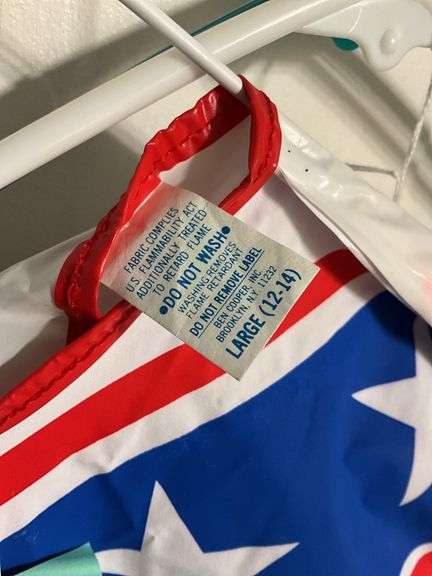 FABRIC COMPLIES
U.S. FLAMMABILITY ACT
ADDITIONALLY TREATED
TO RETARD FLAME
•DO NOT WASH•
WASHING REMOVES
FLAME RETARDANT
DO NOT REMOVE LABEL
BEN COOPER, INC.
BROOKLYN, N.Y. 11232
LARGE (12-14)